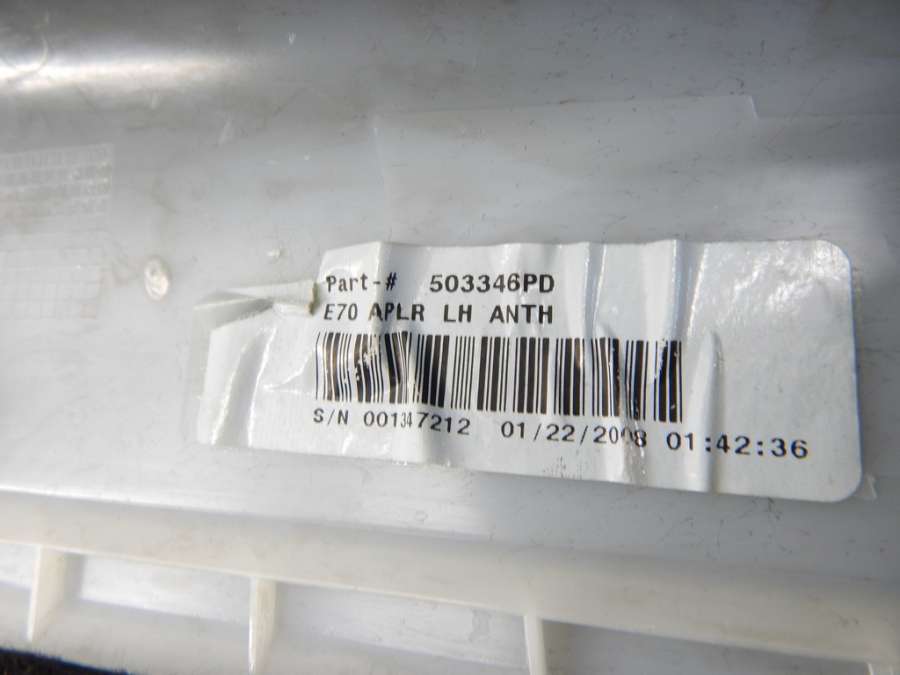 Part-# 503346PD
E70 APLR LH ANTH
S/N 001347212 01/22/2008 01:42:36